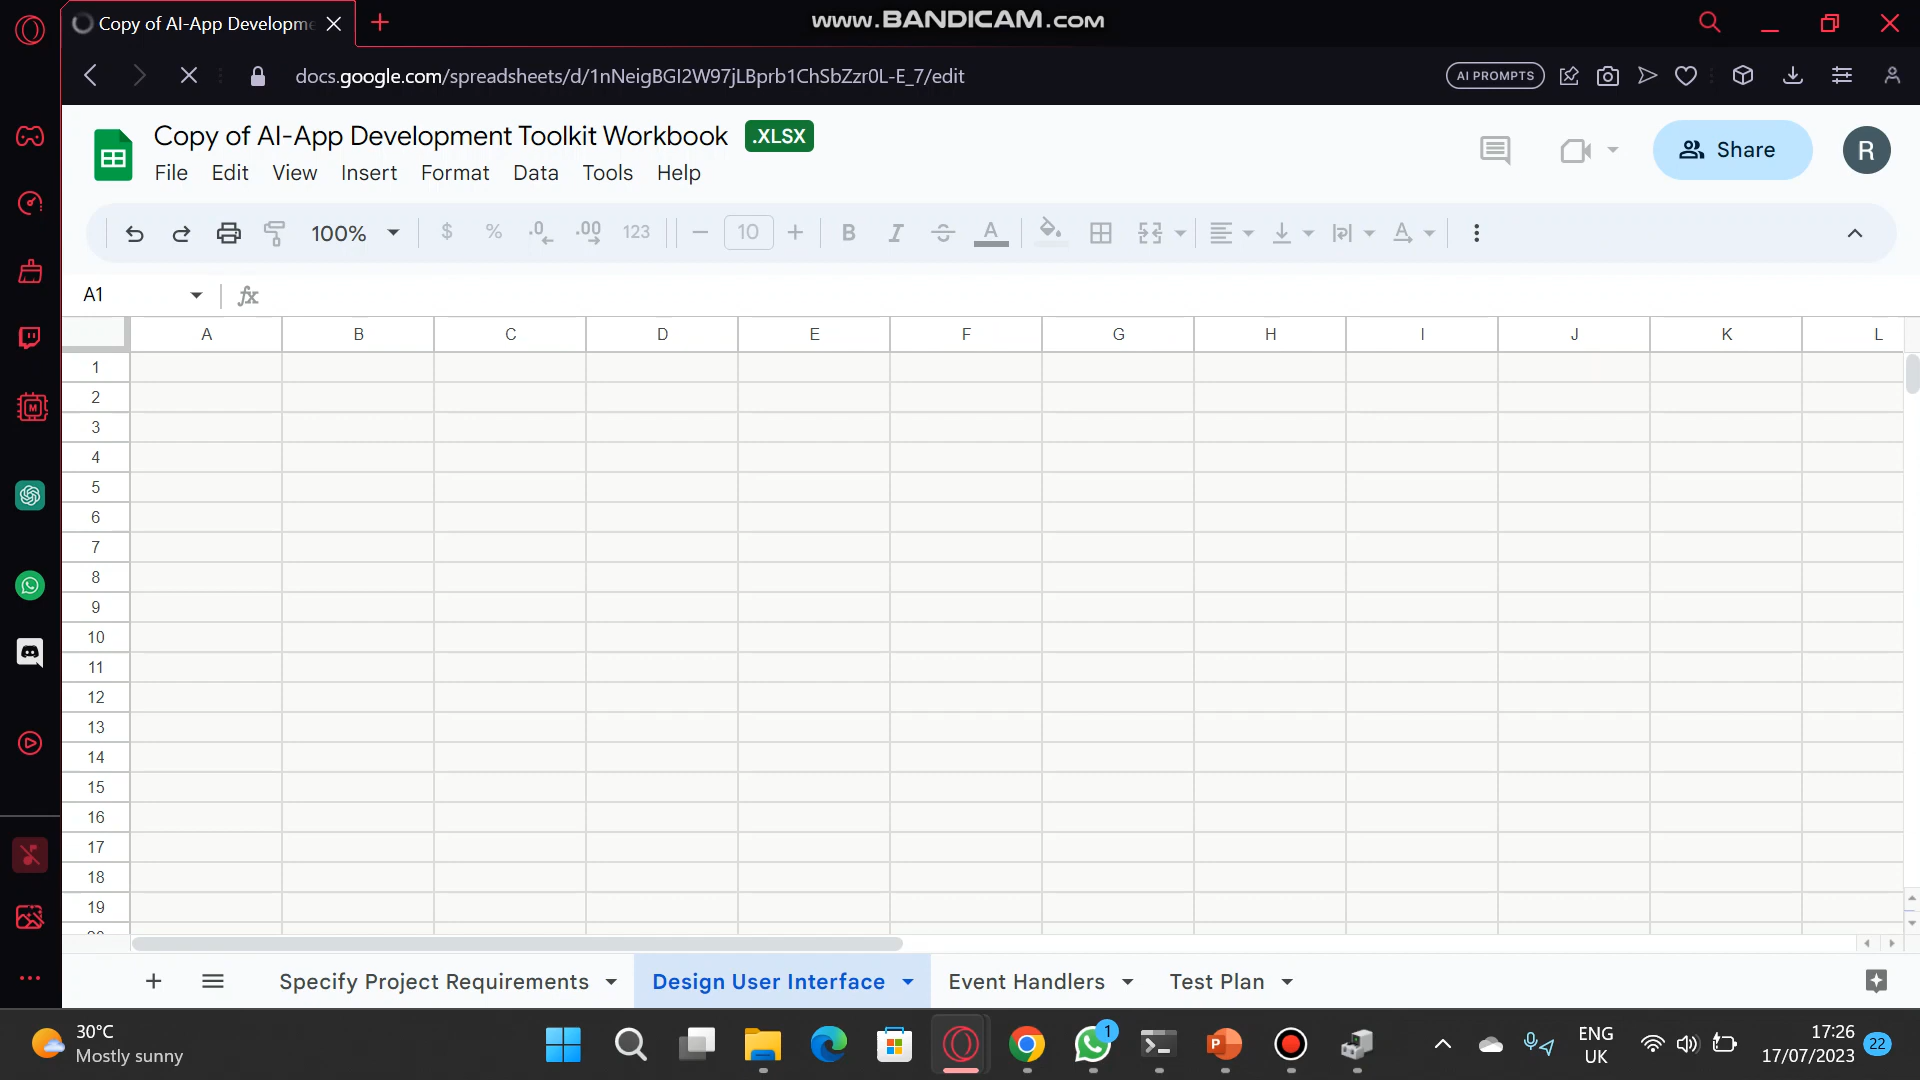 Copy of AI-App Developme
www.BANDICAM.com
docs.google.com/spreadsheets/d/1nNeigBGI2W97jLBprb1ChSbZzr0L-E_7/edit
AI PROMPTS
Copy of AI-App Development Toolkit Workbook .XLSX
File Edit View Insert Format Data Tools Help
Share
R
100% $ % .0 .00 123 10 B I A A
A1 fx
A B C D E F G H I J K L
1
2
3
4
5
6
7
8
9
10
11
12
13
14
15
16
17
18
19
Specify Project Requirements Design User Interface Event Handlers Test Plan
30°C
Mostly sunny
1
ENG
UK
17:26
17/07/2023
22